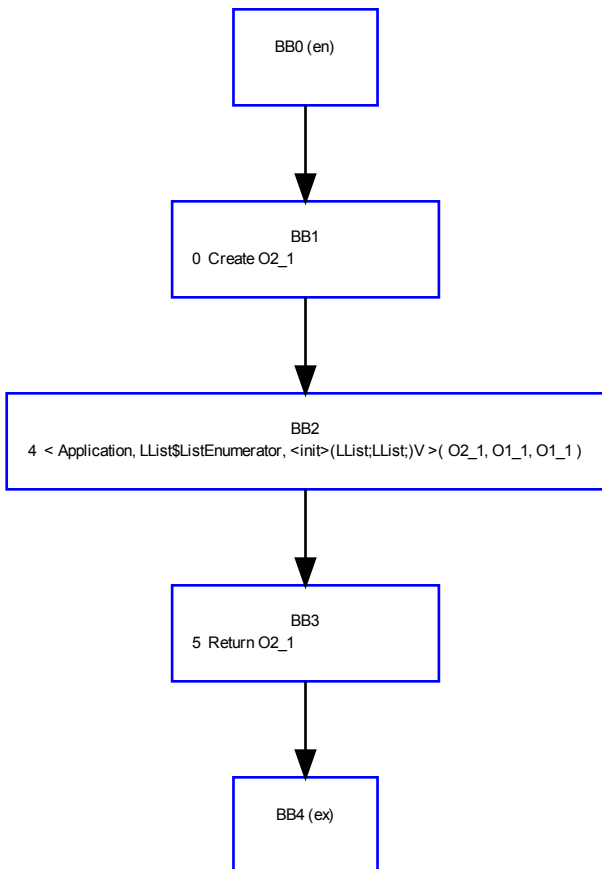 BB0 (en)
BB1
0 Create O2_1
BB2
4 < Application, LList$ListEnumerator, <init>(LList;LList;)V >( O2_1, O1_1, O1_1 )
BB3
5 Return O2_1
BB4 (ex)